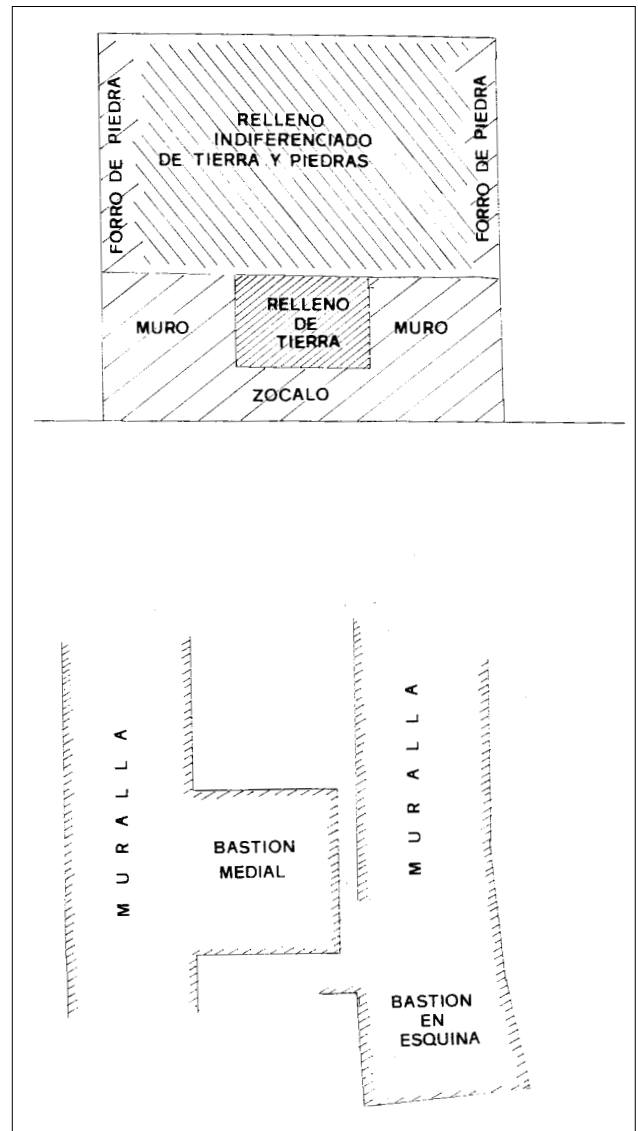 FORRO DE PIEDRA
RELLENO
INDIFERENCIADO
DE TIERRA Y PIEDRAS
FORRO DE PIEDRA
MURO
RELLENO
DE
TIERRA
MURO
ZOCALO
MURALLA
BASTION
MEDIAL
MURALLA
BASTION
EN
ESQUINA